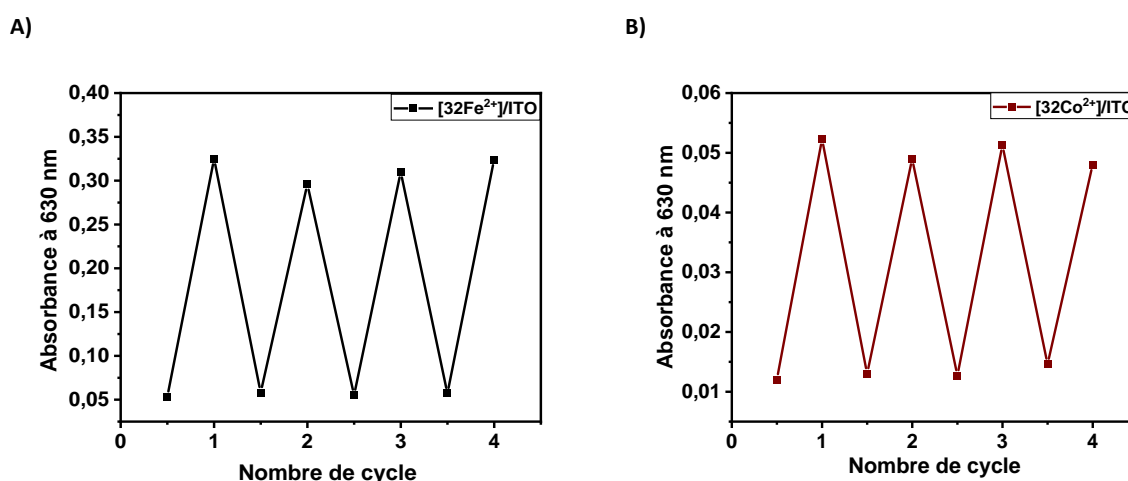 A)
B)
0,40
0,35
0,30
0,25
0,20
0,15
0,10
0,05
Absorbance à 630 nm
[32Fe²⁺]/ITO
0 1 2 3 4
Nombre de cycle
0,06
0,05
0,04
0,03
0,02
0,01
Absorbance à 630 nm
[32Co²⁺]/ITO
0 1 2 3 4
Nombre de cycle